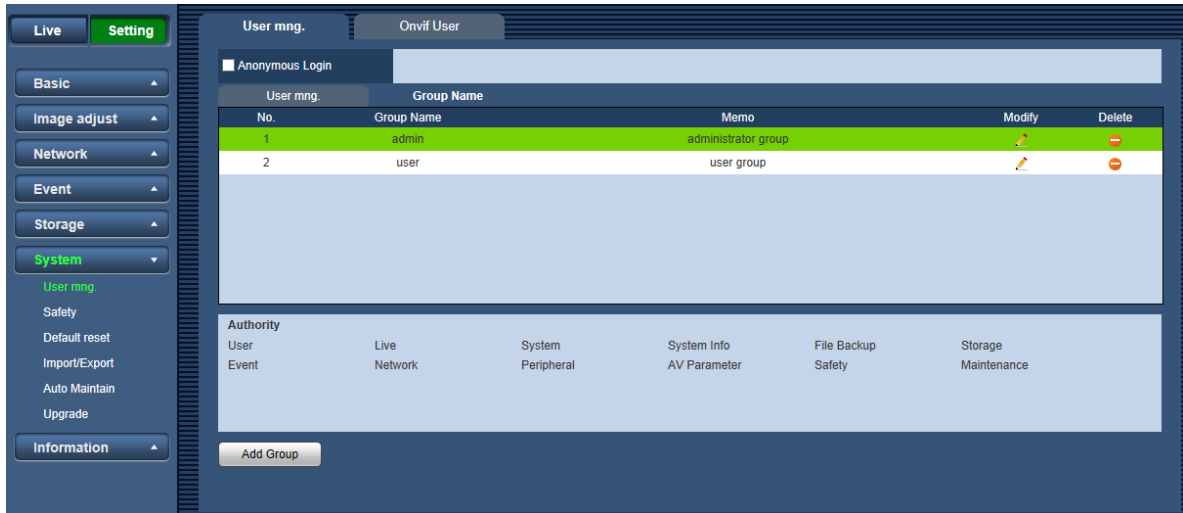 Live Setting
Basic
Image adjust
Network
Event
Storage
System
User mng.
Safety
Default reset
Import/Export
Auto Maintain
Upgrade
Information
User mng. Onvif User
Anonymous Login
User mng. Group Name
No. Group Name Memo Modify Delete
1 admin administrator group
2 user user group
Authority
User Live System System Info File Backup Storage
Event Network Peripheral AV Parameter Safety Maintenance
Add Group